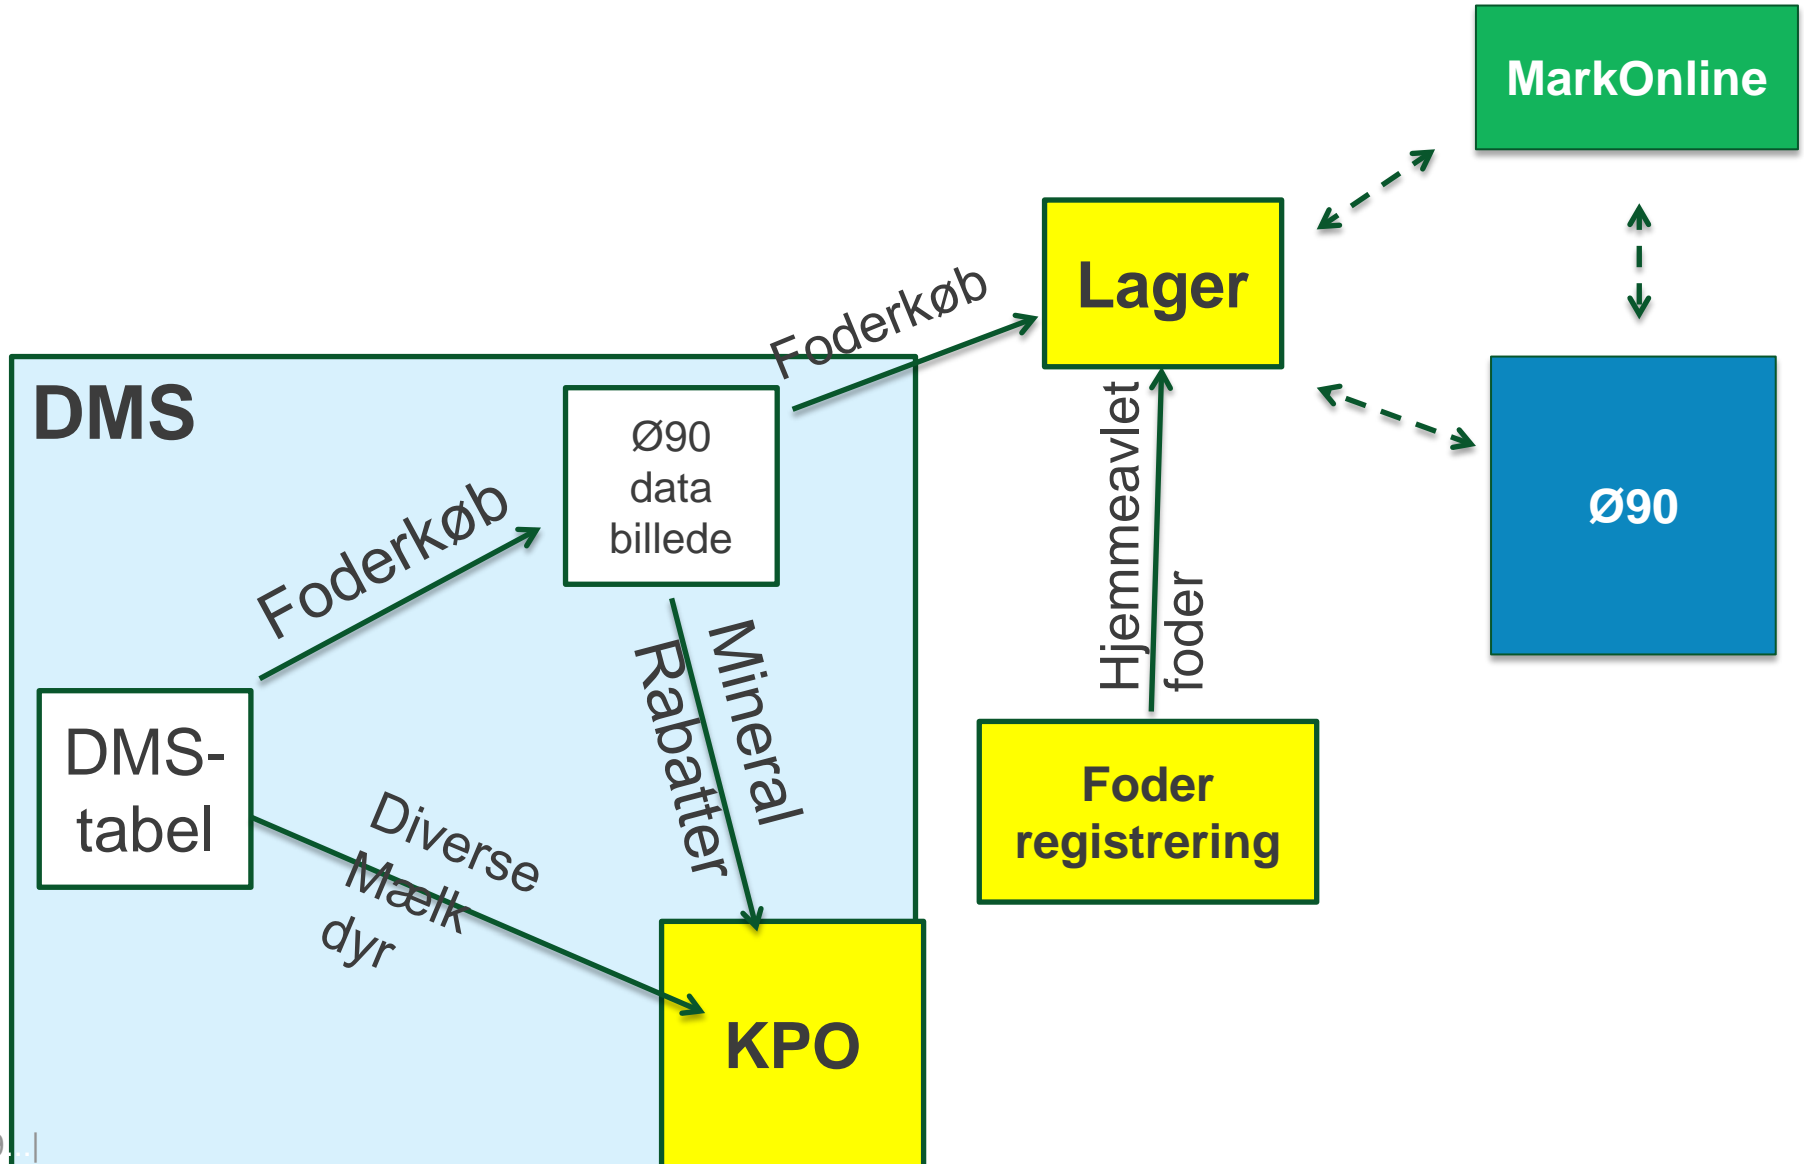 MarkOnline
Lager
Foderkøb
DMS
Ø90
data
billede
Hjemmeavlet
foder
Ø90
Foderkøb
Mineral
Rabatter
DMS-
tabel
Diverse
Mælk
dyr
Foder
registrering
KPO
...|